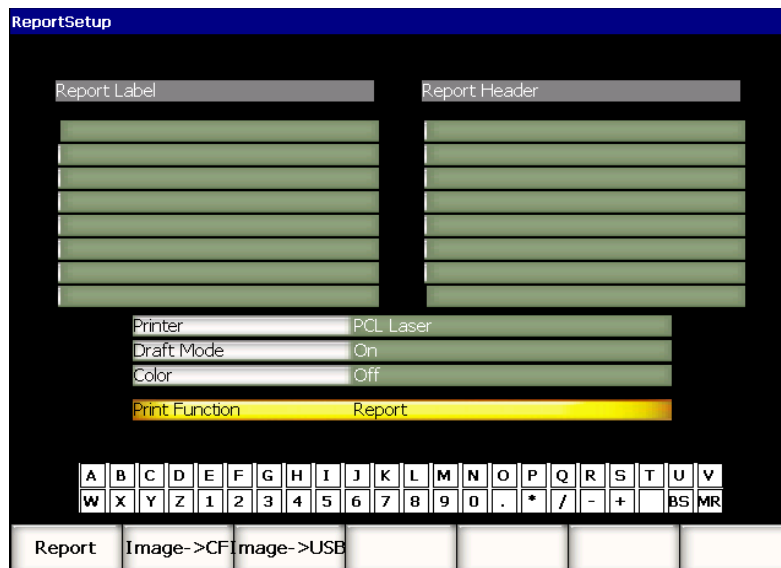 ReportSetup
Report Label Report Header
Printer PCL Laser
Draft Mode On
Color Off
Print Function Report
A B C D E F G H I J K L M N O P Q R S T U V
W X Y Z 1 2 3 4 5 6 7 8 9 0 . * / - + BS MR
Report Image->CF Image->USB